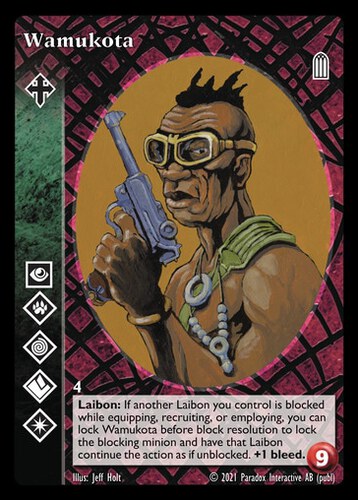 Wamukota
4
Laibon: If another Laibon you control is blocked
while equipping, recruiting, or employing, you can
lock Wamukota before block resolution to lock
the blocking minion and have that Laibon
continue the action as if unblocked. +1 bleed.
9
Illus: Jeff Holt © 2021 Paradox Interactive AB (publ)